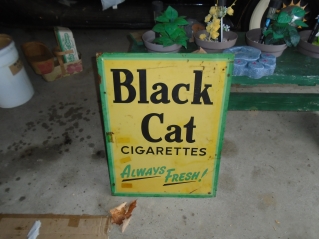 Black
Cat
CIGARETTES
ALWAYS FRESH!